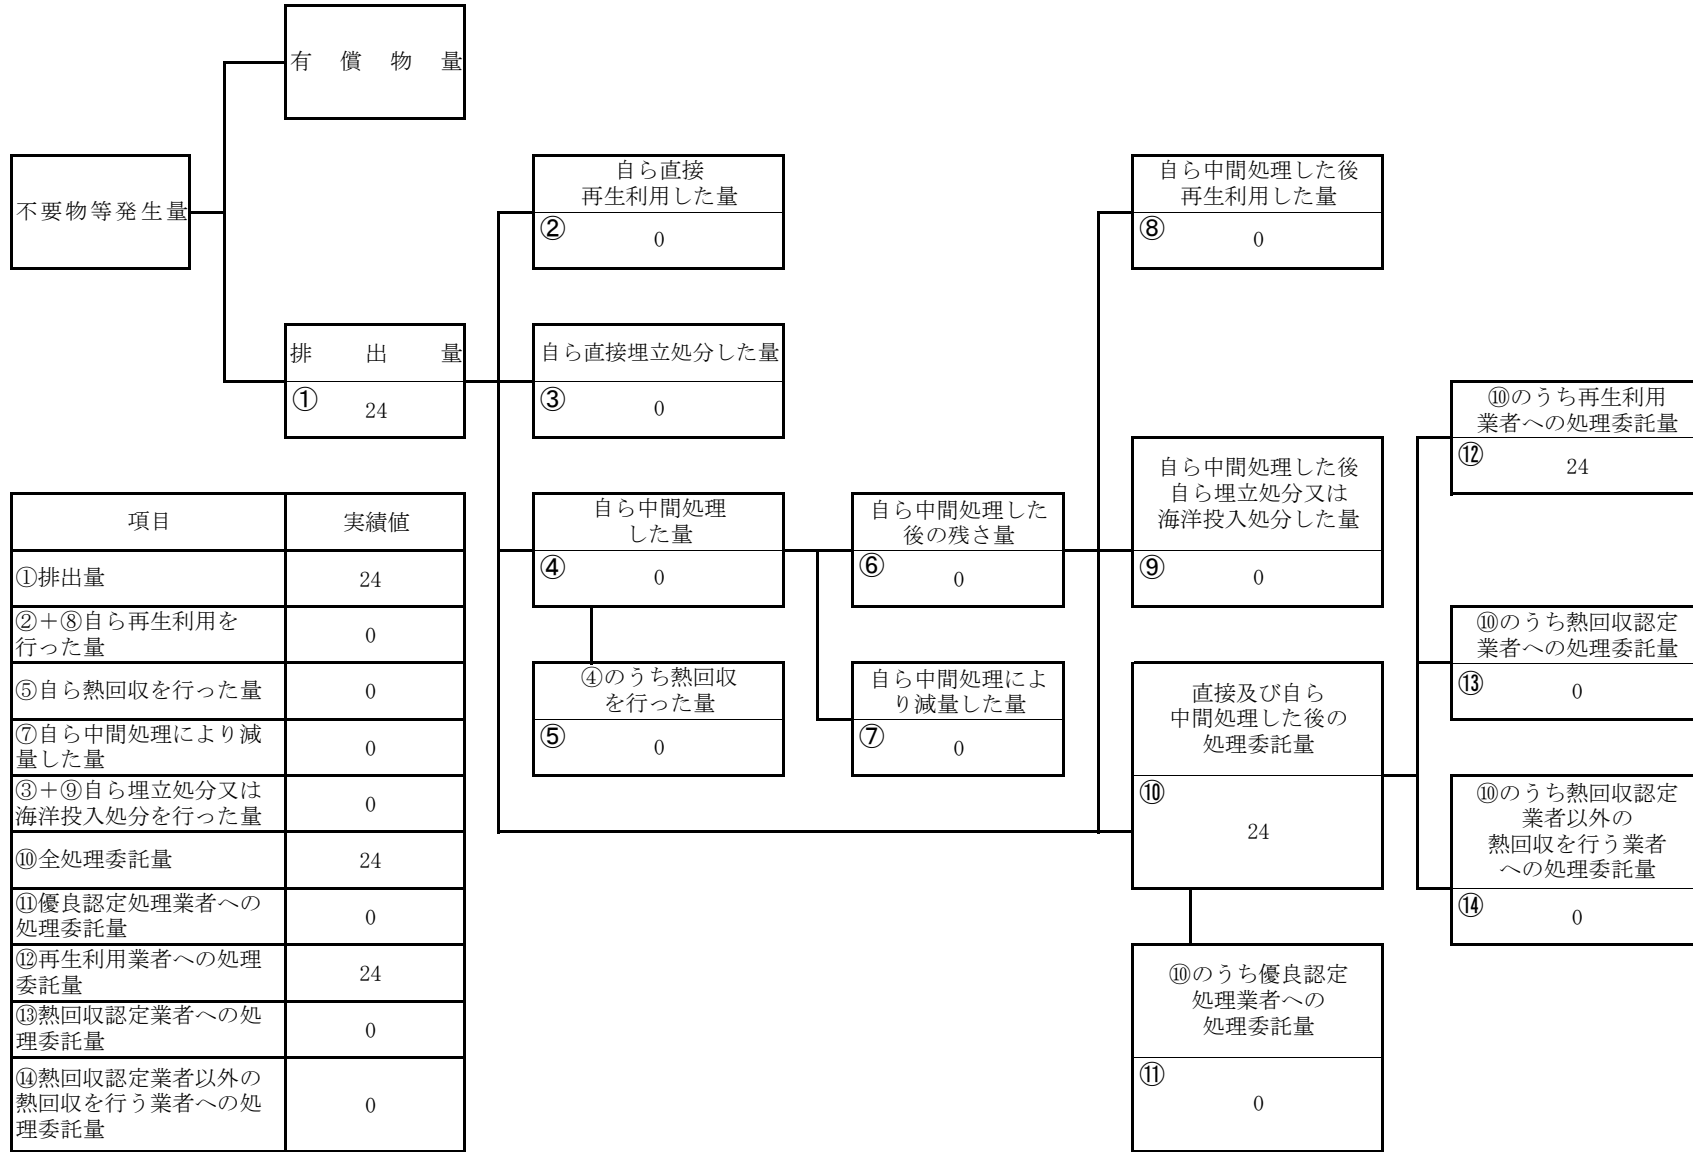 有償物量
不要物等発生量
排出量
①
24
自ら直接
再生利用した量
②
0
自ら直接埋立処分した量
③
0
自ら中間処理
した量
④
0
④のうち熱回収
を行った量
⑤
0
自ら中間処理した
後の残さ量
⑥
0
自ら中間処理によ
り減量した量
⑦
0
自ら中間処理した後
再生利用した量
⑧
0
自ら中間処理した後
自ら埋立処分又は
海洋投入処分した量
⑨
0
直接及び自ら
中間処理した後の
処理委託量
⑩
24
⑩のうち優良認定
処理業者への
処理委託量
⑪
0
⑩のうち再生利用
業者への処理委託量
⑫
24
⑩のうち熱回収認定
業者への処理委託量
⑬
0
⑩のうち熱回収認定
業者以外の
熱回収を行う業者
への処理委託量
⑭
0
項目 実績値
①排出量 24
②＋⑧自ら再生利用を
行った量
0
⑤自ら熱回収を行った量 0
⑦自ら中間処理により減
量した量
0
③＋⑨自ら埋立処分又は
海洋投入処分を行った量
0
⑩全処理委託量 24
⑪優良認定処理業者への
処理委託量
0
⑫再生利用業者への処理
委託量
24
⑬熱回収認定業者への処
理委託量
0
⑭熱回収認定業者以外の
熱回収を行う業者への処
理委託量
0